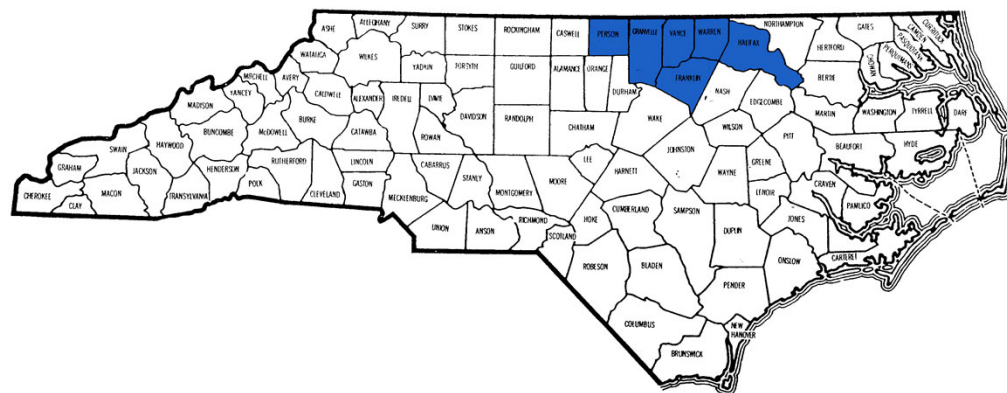 ASHE
ALLEGHANY
SURRY
STOKES
ROCKINGHAM
CASWELL
PERSON
GRANVILLE
VANCE
WARREN
HALIFAX
NORTHAMPTON
GATES
CURRITUCK
CAMDEN
PASQUOTANK
PERQUIMANS
CHOWAN
HERTFORD
BERTIE
WATAUGA
WILKES
YADKIN
FORSYTH
GUILFORD
ALAMANCE
ORANGE
DURHAM
FRANKLIN
NASH
EDGECOMBE
MARTIN
WASHINGTON
TYRRELL
DARE
MITCHELL
AVERY
CALDWELL
ALEXANDER
IREDELL
DAVIE
DAVIDSON
RANDOLPH
CHATHAM
WAKE
WILSON
PITT
BEAUFORT
HYDE
MADISON
YANCEY
BURKE
McDOWELL
CATAWBA
ROWAN
BUNCOMBE
HAYWOOD
SWAIN
GRAHAM
JACKSON
HENDERSON
RUTHERFORD
LINCOLN
CABARRUS
STANLY
MONTGOMERY
MOORE
LEE
HARNETT
JOHNSTON
WAYNE
GREENE
LENOIR
CRAVEN
PAMLICO
CHEROKEE
CLAY
MACON
TRANSYLVANIA
POLK
CLEVELAND
GASTON
MECKLENBURG
UNION
ANSON
RICHMOND
SCOTLAND
HOKE
CUMBERLAND
SAMPSON
DUPLIN
JONES
ONSLOW
CARTERET
ROBESON
BLADEN
PENDER
COLUMBUS
NEW
HANOVER
BRUNSWICK